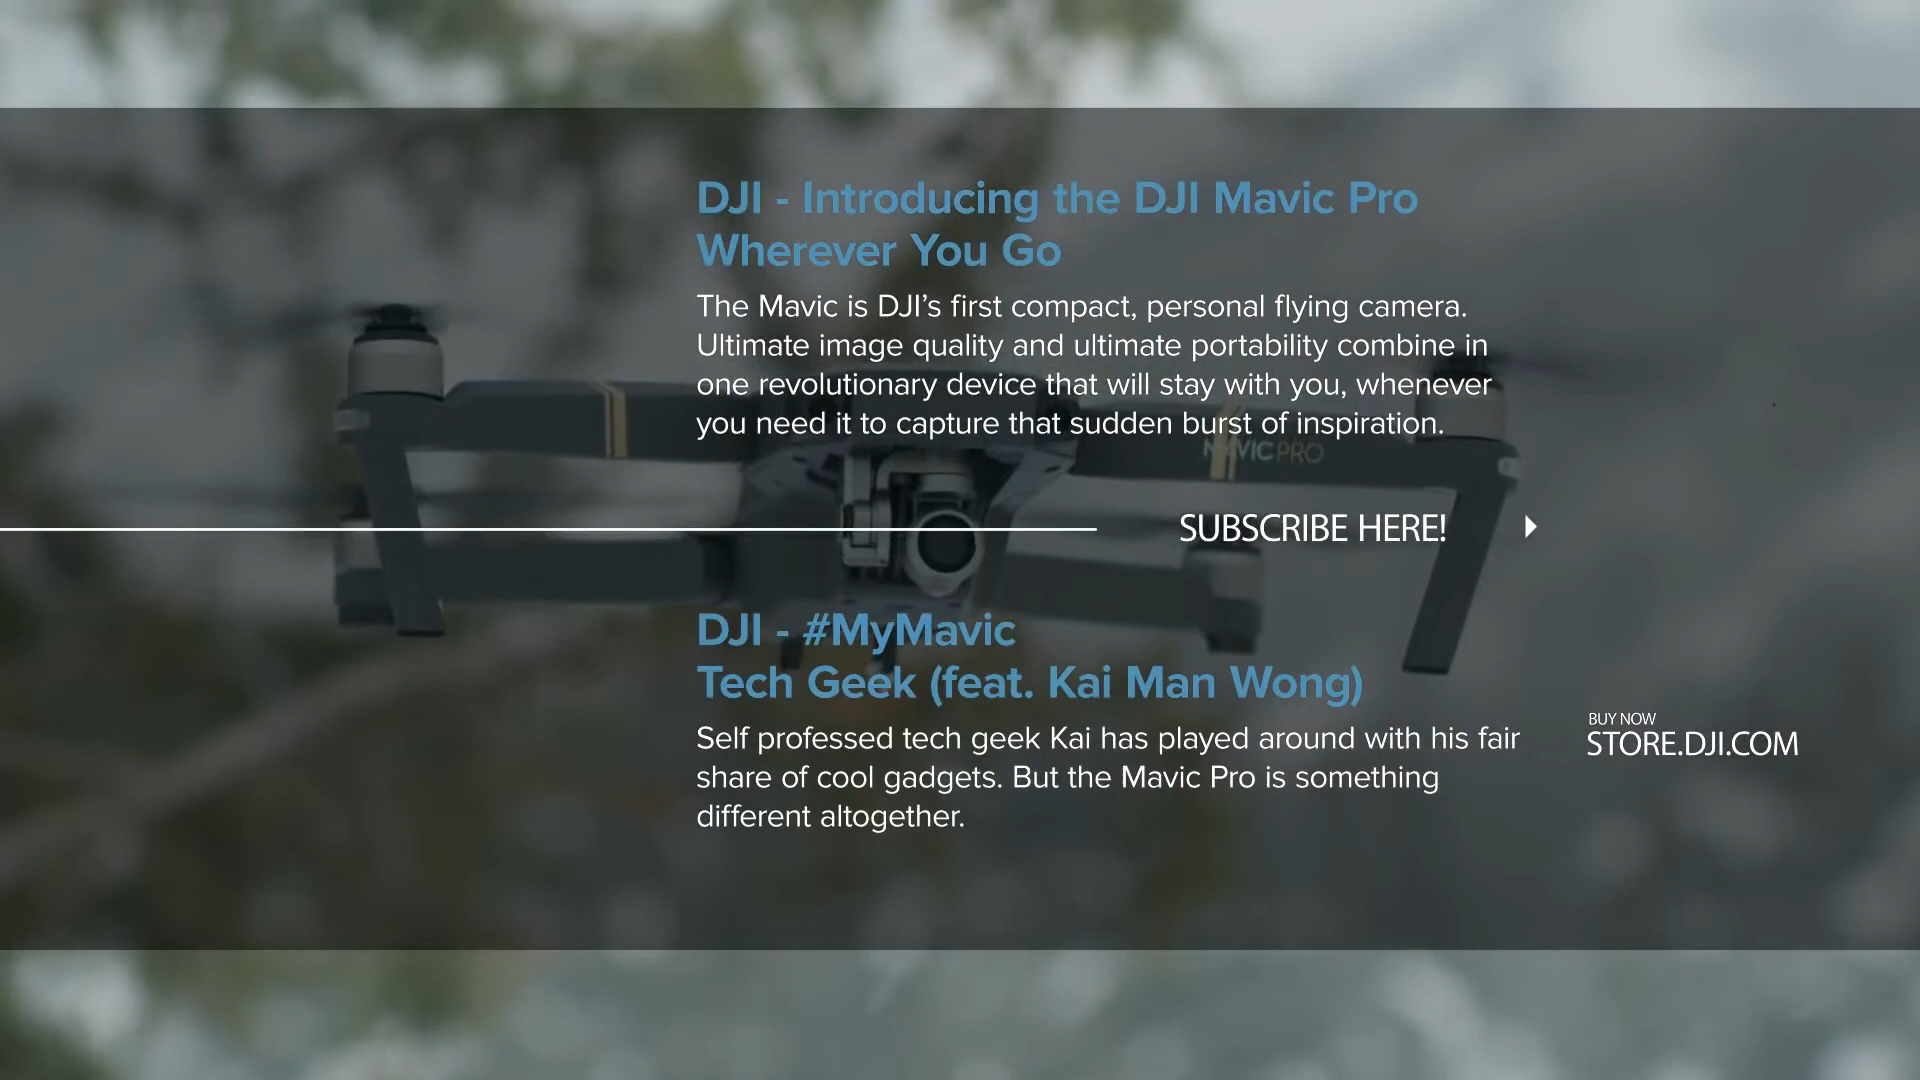 DJI - Introducing the DJI Mavic Pro
Wherever You Go
The Mavic is DJI’s first compact, personal flying camera.
Ultimate image quality and ultimate portability combine in
one revolutionary device that will stay with you, whenever
you need it to capture that sudden burst of inspiration.
MAVIC PRO
SUBSCRIBE HERE!
DJI - #MyMavic
Tech Geek (feat. Kai Man Wong)
Self professed tech geek Kai has played around with his fair
share of cool gadgets. But the Mavic Pro is something
different altogether.
BUY NOW
STORE.DJI.COM